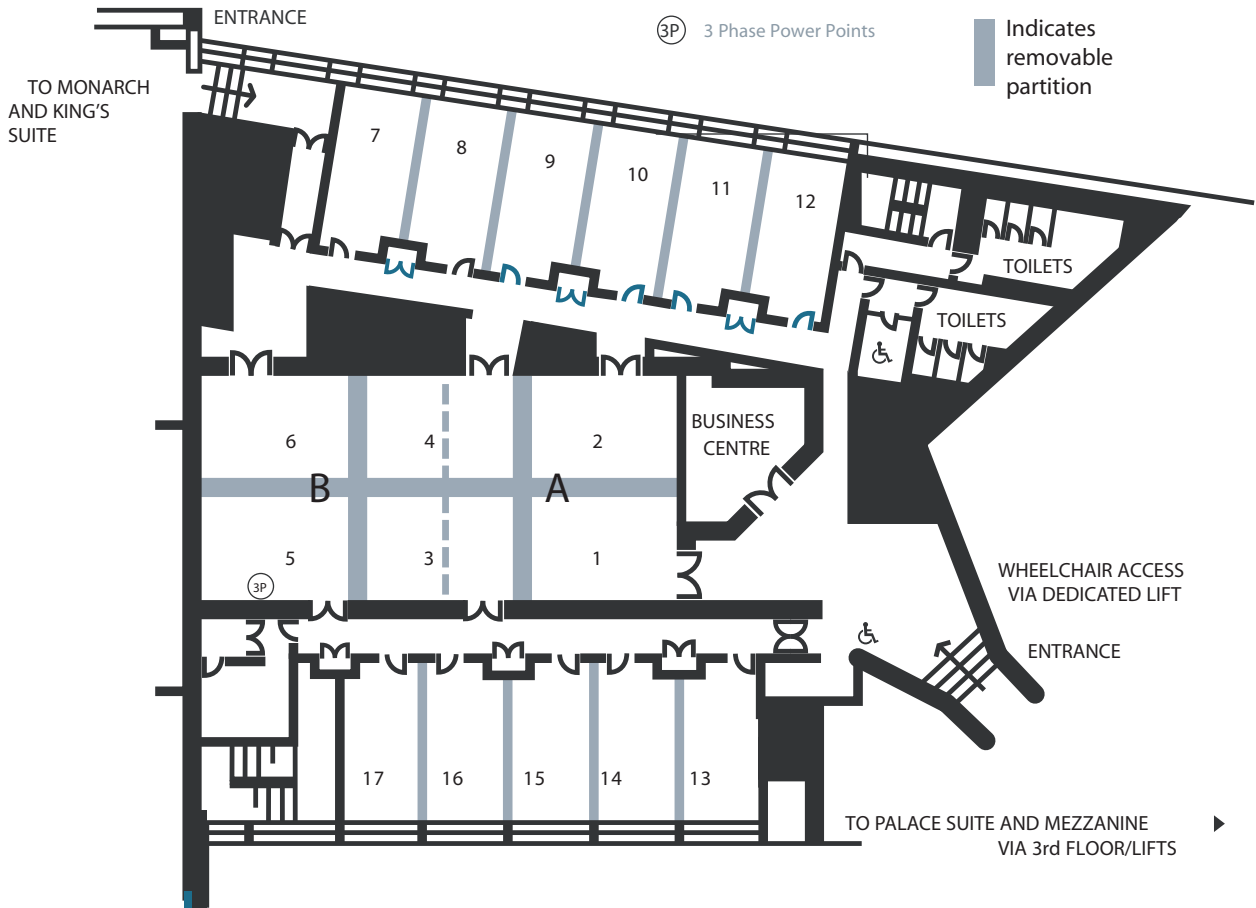 ENTRANCE
3P 3 Phase Power Points
Indicates
removable
partition
TO MONARCH
AND KING'S
SUITE
7
8
9
10
11
12
TOILETS
TOILETS
BUSINESS
CENTRE
6
4
2
B
A
5
3
1
3P
WHEELCHAIR ACCESS
VIA DEDICATED LIFT
ENTRANCE
17
16
15
14
13
TO PALACE SUITE AND MEZZANINE
VIA 3rd FLOOR/LIFTS